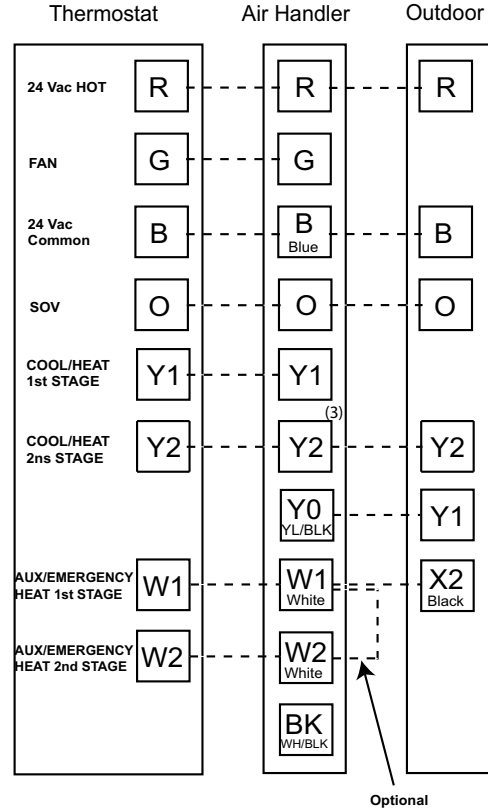 Thermostat Air Handler Outdoor
24 Vac HOT R R R
FAN G G
24 Vac
Common B B B
Blue
SOV O O O
COOL/HEAT
1st STAGE Y1 Y1
(3)
COOL/HEAT
2ns STAGE Y2 Y2 Y2
Y0 Y1
YL/BLK
AUX/EMERGENCY
HEAT 1st STAGE W1 W1 X2
White Black
AUX/EMERGENCY
HEAT 2nd STAGE W2 W2
White
BK
WH/BLK
Optional